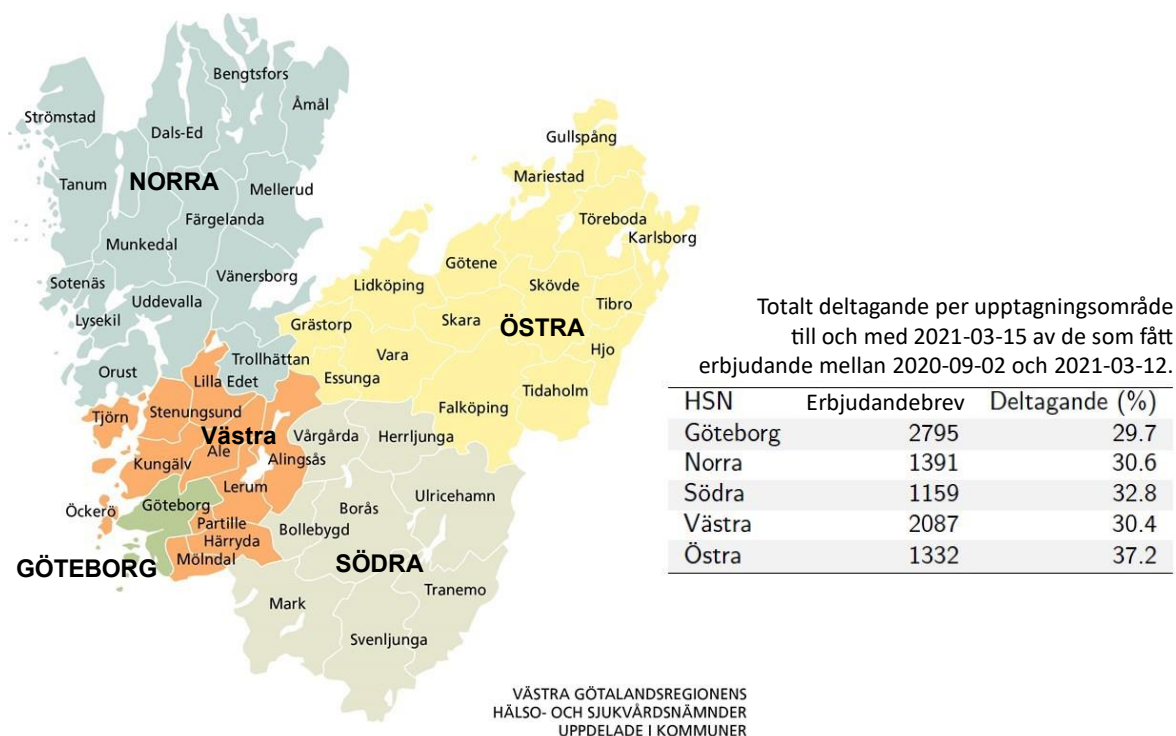 Bengtsfors
Åmål
Strömstad
Dals-Ed
Gullspång
Tanum
NORRA
Mellerud
Mariestad
Färgelanda
Töreboda
Karlsborg
Munkedal
Götene
Sotenäs
Vänersborg
Lidköping
Skövde
Uddevalla
Tibro
Lysekil
Grästorp
Skara
ÖSTRA
Trollhättan
Vara
Hjo
Orust
Lilla Edet
Essunga
Tidaholm
Tjörn
Stenungsund
Falköping
Västra
Vårgårda
Herrljunga
Ale
Kungälv
Alingsås
Lerum
Ulricehamn
Göteborg
Öckerö
Borås
Partille
Bollebygd
Härryda
Mölndal
GÖTEBORG
SÖDRA
Tranemo
Mark
Svenljunga
VÄSTRA GÖTALANDSREGIONENS
HÄLSO- OCH SJUKVÅRDSNÄMNDER
UPPDELADE I KOMMUNER
Totalt deltagande per upptagningsområde
till och med 2021-03-15 av de som fått
erbjudande mellan 2020-09-02 och 2021-03-12.
HSN Erbjudandebrev Deltagande (%)
Göteborg 2795 29.7
Norra 1391 30.6
Södra 1159 32.8
Västra 2087 30.4
Östra 1332 37.2